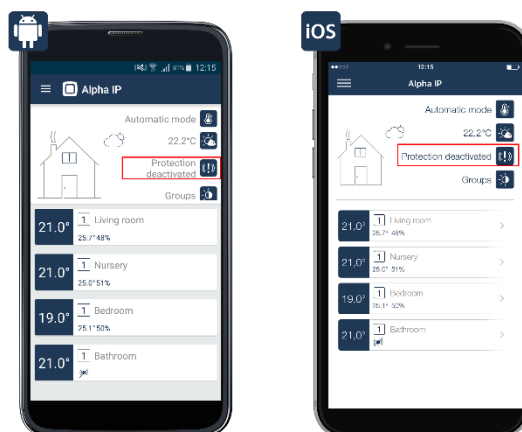 iOS
81% 12:15
Alpha IP
Automatic mode
22.2°C
Protection
deactivated
Groups
21.0° 1 Living room
25.7° 48%
21.0° 1 Nursery
25.0° 51%
19.0° 1 Bedroom
25.1° 50%
21.0° 1 Bathroom
12:15
Alpha IP
Automatic mode
22,2°C
Protection deactivated
Groups
21,0° 1 Living room
25,7° 48%
21,0° 1 Nursery
25,0° 51%
19,0° 1 Bedroom
25,1° 50%
21,0° 1 Bathroom